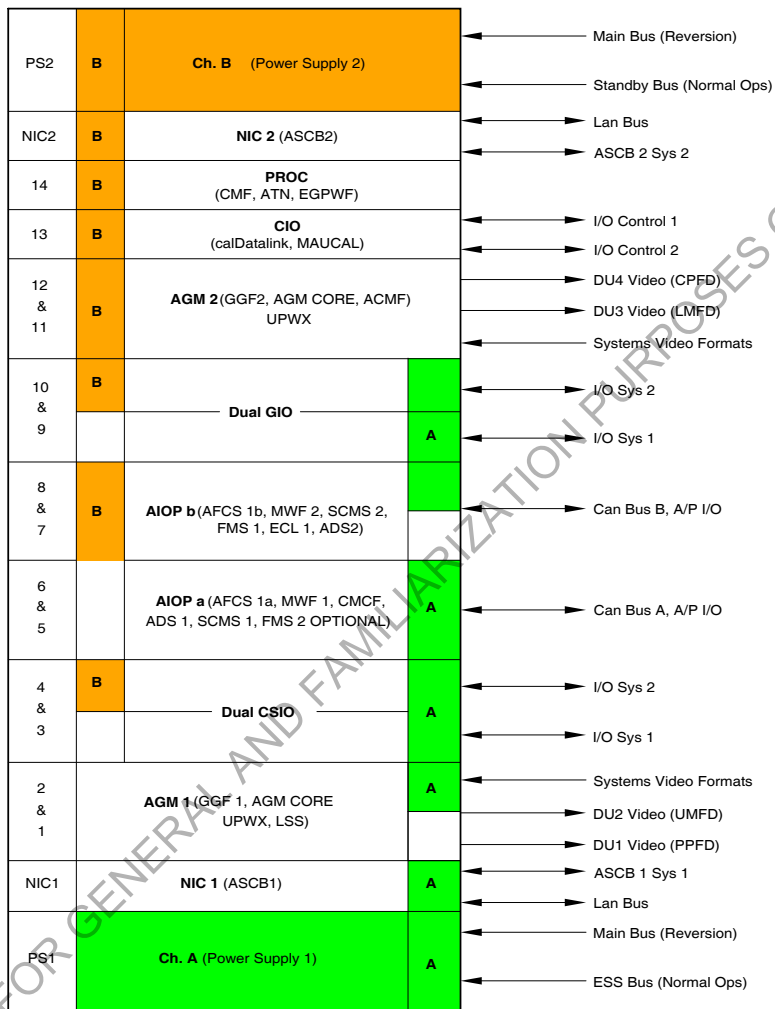 PS2 B Ch. B (Power Supply 2)
Main Bus (Reversion)
Standby Bus (Normal Ops)
NIC2 B NIC 2 (ASCB2)
Lan Bus
ASCB 2 Sys 2
14 B PROC
(CMF, ATN, EGPWF)
13 B CIO
(calDatalink, MAUCAL)
I/O Control 1
I/O Control 2
12
&
11
B
AGM 2 (GGF2, AGM CORE, ACMF)
UPWX
DU4 Video (CPFD)
DU3 Video (LMFD)
Systems Video Formats
10
&
9
B
Dual GIO
A
I/O Sys 2
I/O Sys 1
8
&
7
B
AIOP b (AFCS 1b, MWF 2, SCMS 2,
FMS 1, ECL 1, ADS2)
Can Bus B, A/P I/O
6
&
5
AIOP a (AFCS 1a, MWF 1, CMCF,
ADS 1, SCMS 1, FMS 2 OPTIONAL)
A
Can Bus A, A/P I/O
4
&
3
B
Dual CSIO
A
I/O Sys 2
I/O Sys 1
2
&
1
AGM 1 (GGF 1, AGM CORE
UPWX, LSS)
A
Systems Video Formats
DU2 Video (UMFD)
DU1 Video (PPFD)
NIC1 NIC 1 (ASCB1) A
ASCB 1 Sys 1
Lan Bus
PS1 Ch. A (Power Supply 1) A
Main Bus (Reversion)
ESS Bus (Normal Ops)
FOR GENERAL AND FAMILIARIZATION PURPOSES